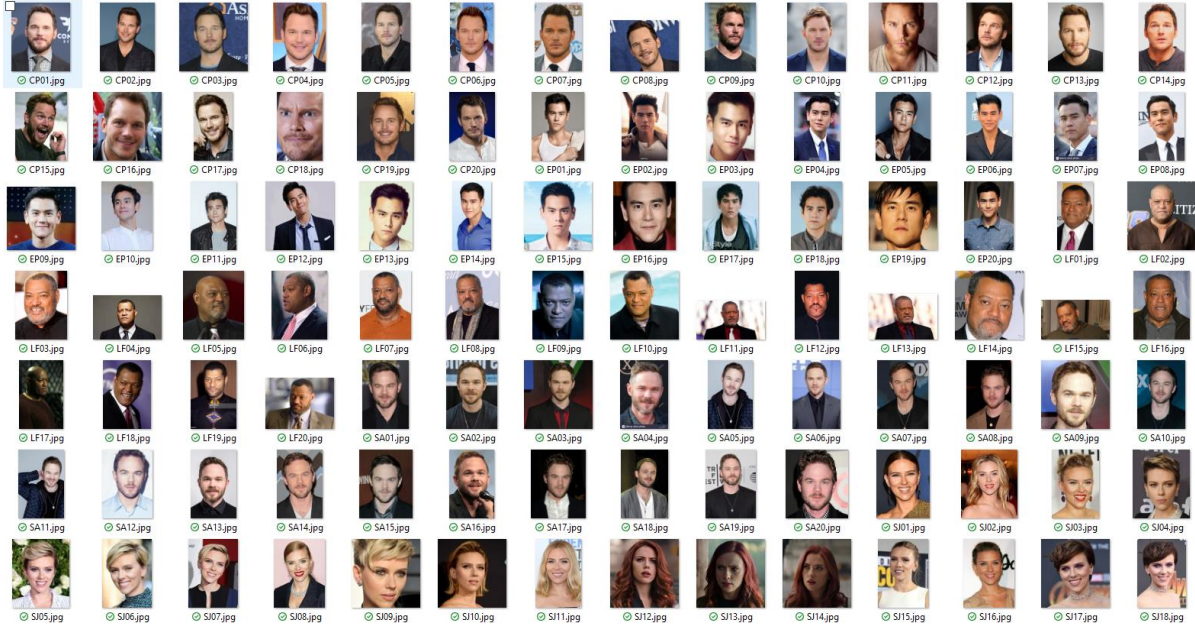 CP01.jpg CP02.jpg CP03.jpg CP04.jpg CP05.jpg CP06.jpg CP07.jpg CP08.jpg CP09.jpg CP10.jpg CP11.jpg CP12.jpg CP13.jpg CP14.jpg
CP15.jpg CP16.jpg CP17.jpg CP18.jpg CP19.jpg CP20.jpg EP01.jpg EP02.jpg EP03.jpg EP04.jpg EP05.jpg EP06.jpg EP07.jpg EP08.jpg
EP09.jpg EP10.jpg EP11.jpg EP12.jpg EP13.jpg EP14.jpg EP15.jpg EP16.jpg EP17.jpg EP18.jpg EP19.jpg EP20.jpg LF01.jpg LF02.jpg
LF03.jpg LF04.jpg LF05.jpg LF06.jpg LF07.jpg LF08.jpg LF09.jpg LF10.jpg LF11.jpg LF12.jpg LF13.jpg LF14.jpg LF15.jpg LF16.jpg
LF17.jpg LF18.jpg LF19.jpg LF20.jpg SA01.jpg SA02.jpg SA03.jpg SA04.jpg SA05.jpg SA06.jpg SA07.jpg SA08.jpg SA09.jpg SA10.jpg
SA11.jpg SA12.jpg SA13.jpg SA14.jpg SA15.jpg SA16.jpg SA17.jpg SA18.jpg SA19.jpg SA20.jpg SJ01.jpg SJ02.jpg SJ03.jpg SJ04.jpg
SJ05.jpg SJ06.jpg SJ07.jpg SJ08.jpg SJ09.jpg SJ10.jpg SJ11.jpg SJ12.jpg SJ13.jpg SJ14.jpg SJ15.jpg SJ16.jpg SJ17.jpg SJ18.jpg